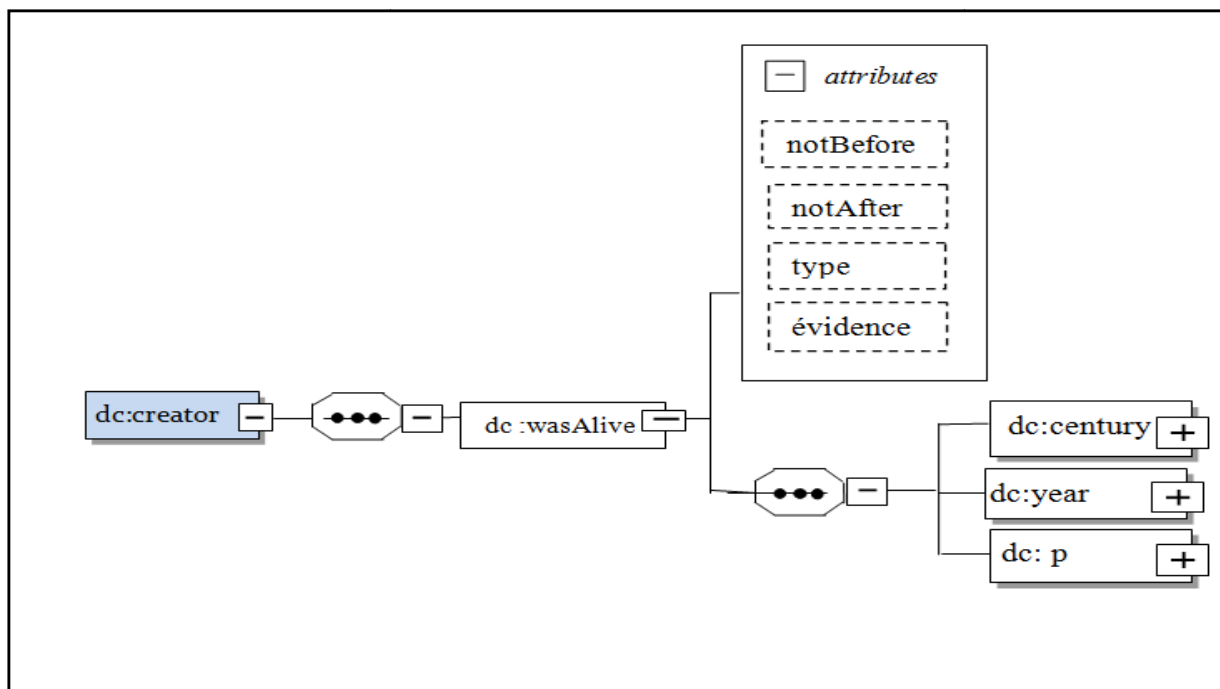 attributes
notBefore
notAfter
type
évidence
dc:creator
dc :wasAlive
dc:century
dc:year
dc: p